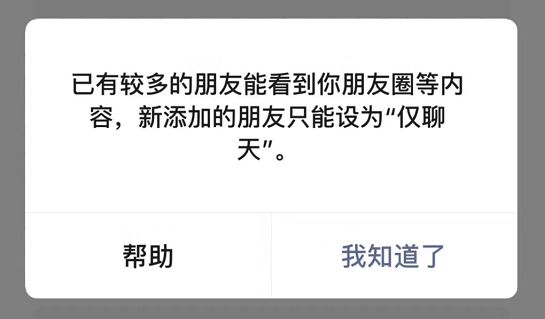 已有较多的朋友能看到你朋友圈等内
容，新添加的朋友只能设为“仅聊
天”。
帮助
我知道了